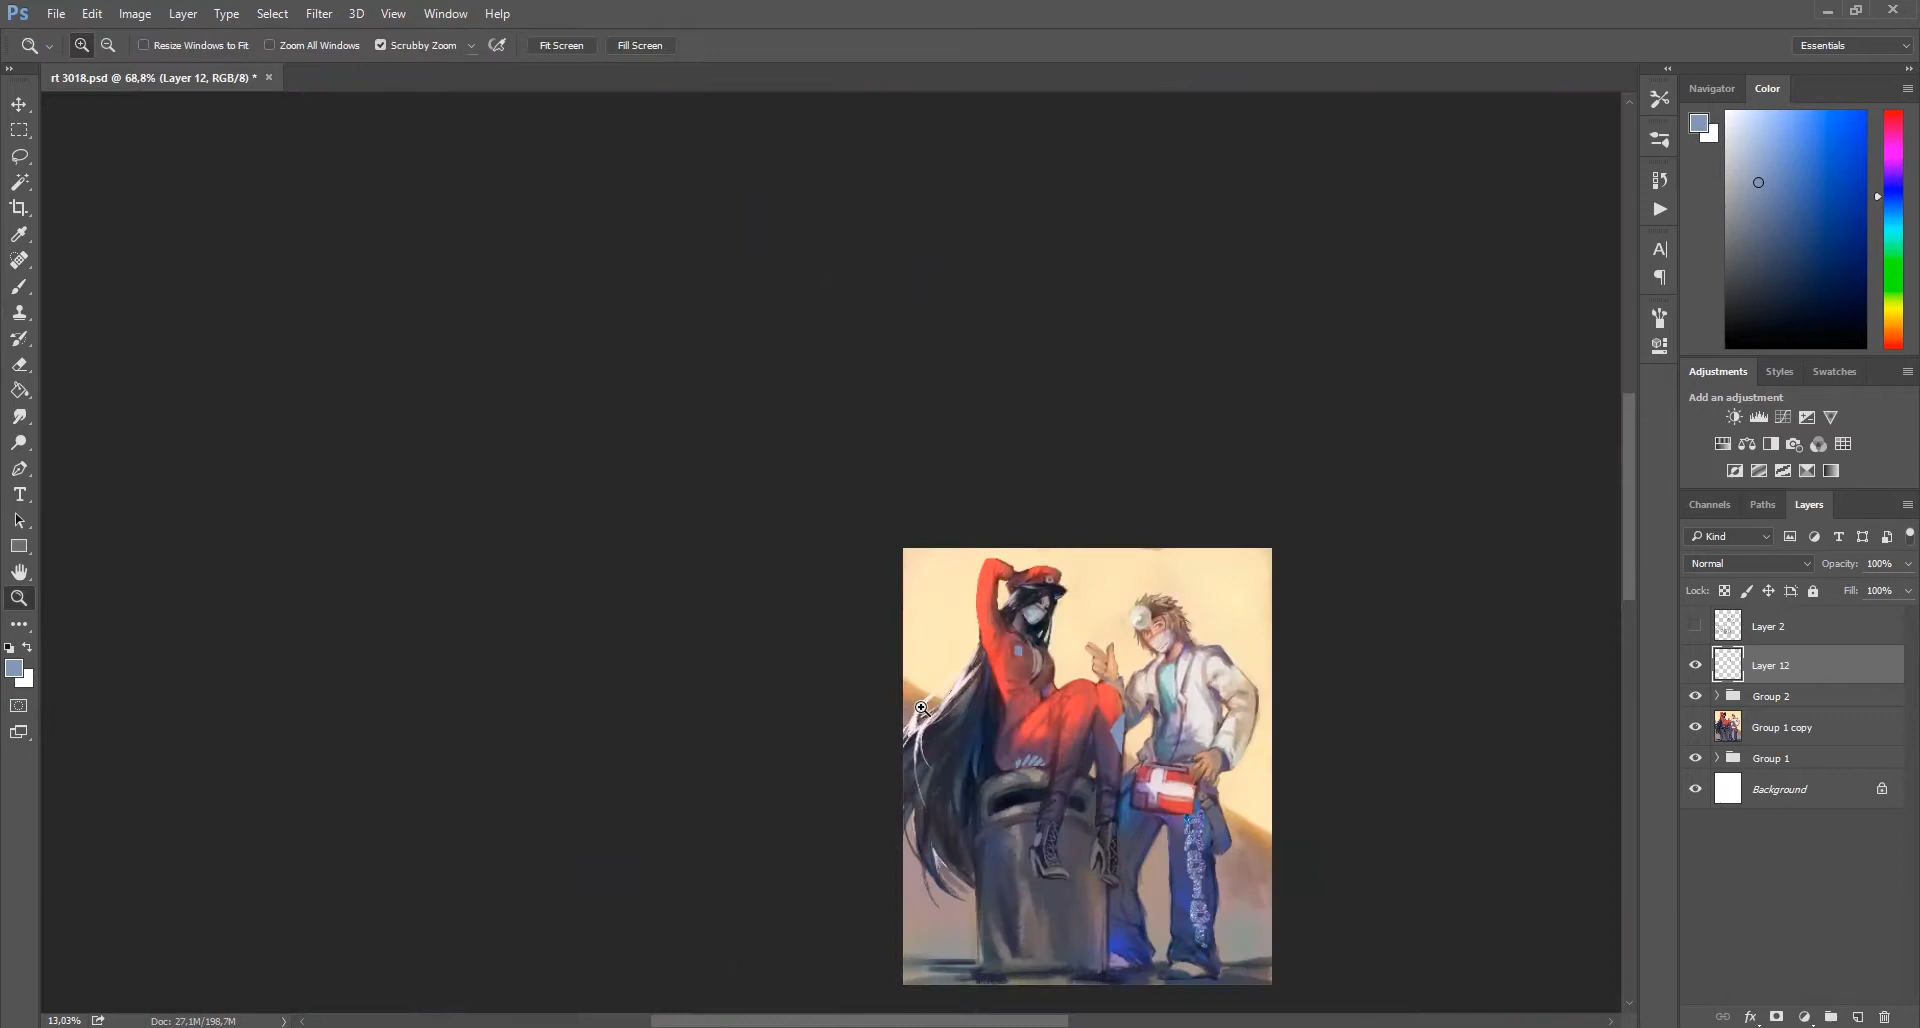 Ps File Edit Image Layer Type Select Filter 3D View Window Help
Resize Windows to Fit Zoom All Windows Scrubby Zoom Fit Screen Fill Screen Essentials
rt 3018.psd @ 68,8% (Layer 12, RGB/8) * ×
Navigator Color
Adjustments Styles Swatches
Add an adjustment
Channels Paths Layers
Kind
Normal Opacity: 100%
Lock: Fill: 100%
Layer 2
Layer 12
Group 2
Group 1 copy
Group 1
Background
13,03% Doc: 27,1M/198,7M